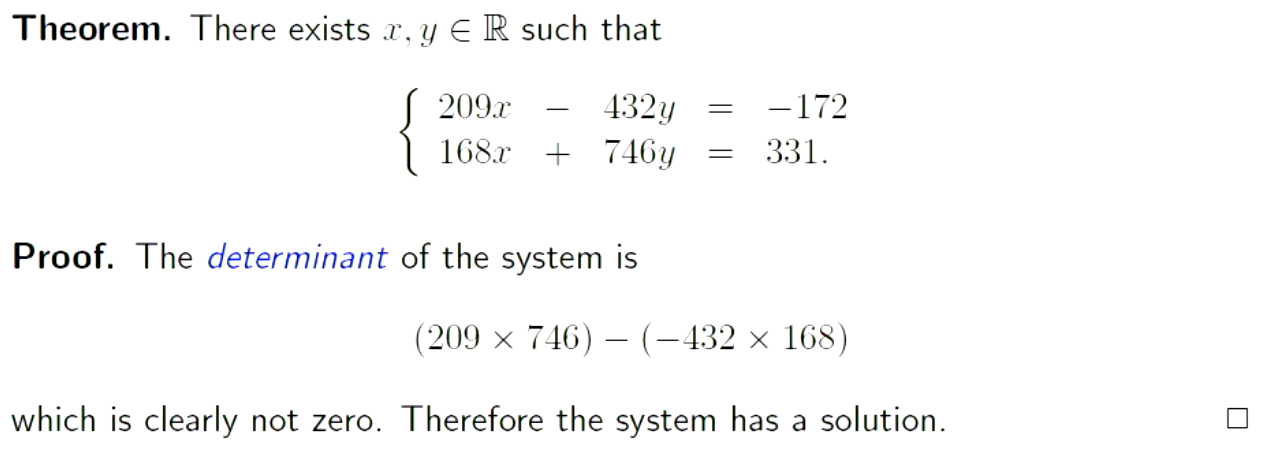 Theorem. There exists x, y ∈ ℝ such that
{ 209x − 432y = −172
168x + 746y = 331.
Proof. The determinant of the system is
(209 × 746) − (−432 × 168)
which is clearly not zero. Therefore the system has a solution. □